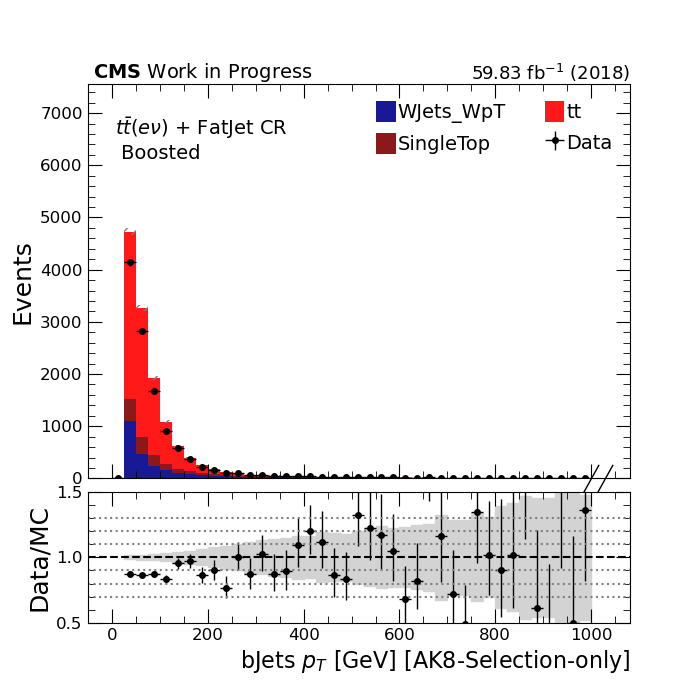 CMS Work in Progress 59.83 fb⁻¹ (2018)
tt̄(eν) + FatJet CR
Boosted
WJets_WpT tt
SingleTop Data
Events
7000
6000
5000
4000
3000
2000
1000
0
Data/MC
1.5
1.0
0.5
0 200 400 600 800 1000
bJets p_T [GeV] [AK8-Selection-only]